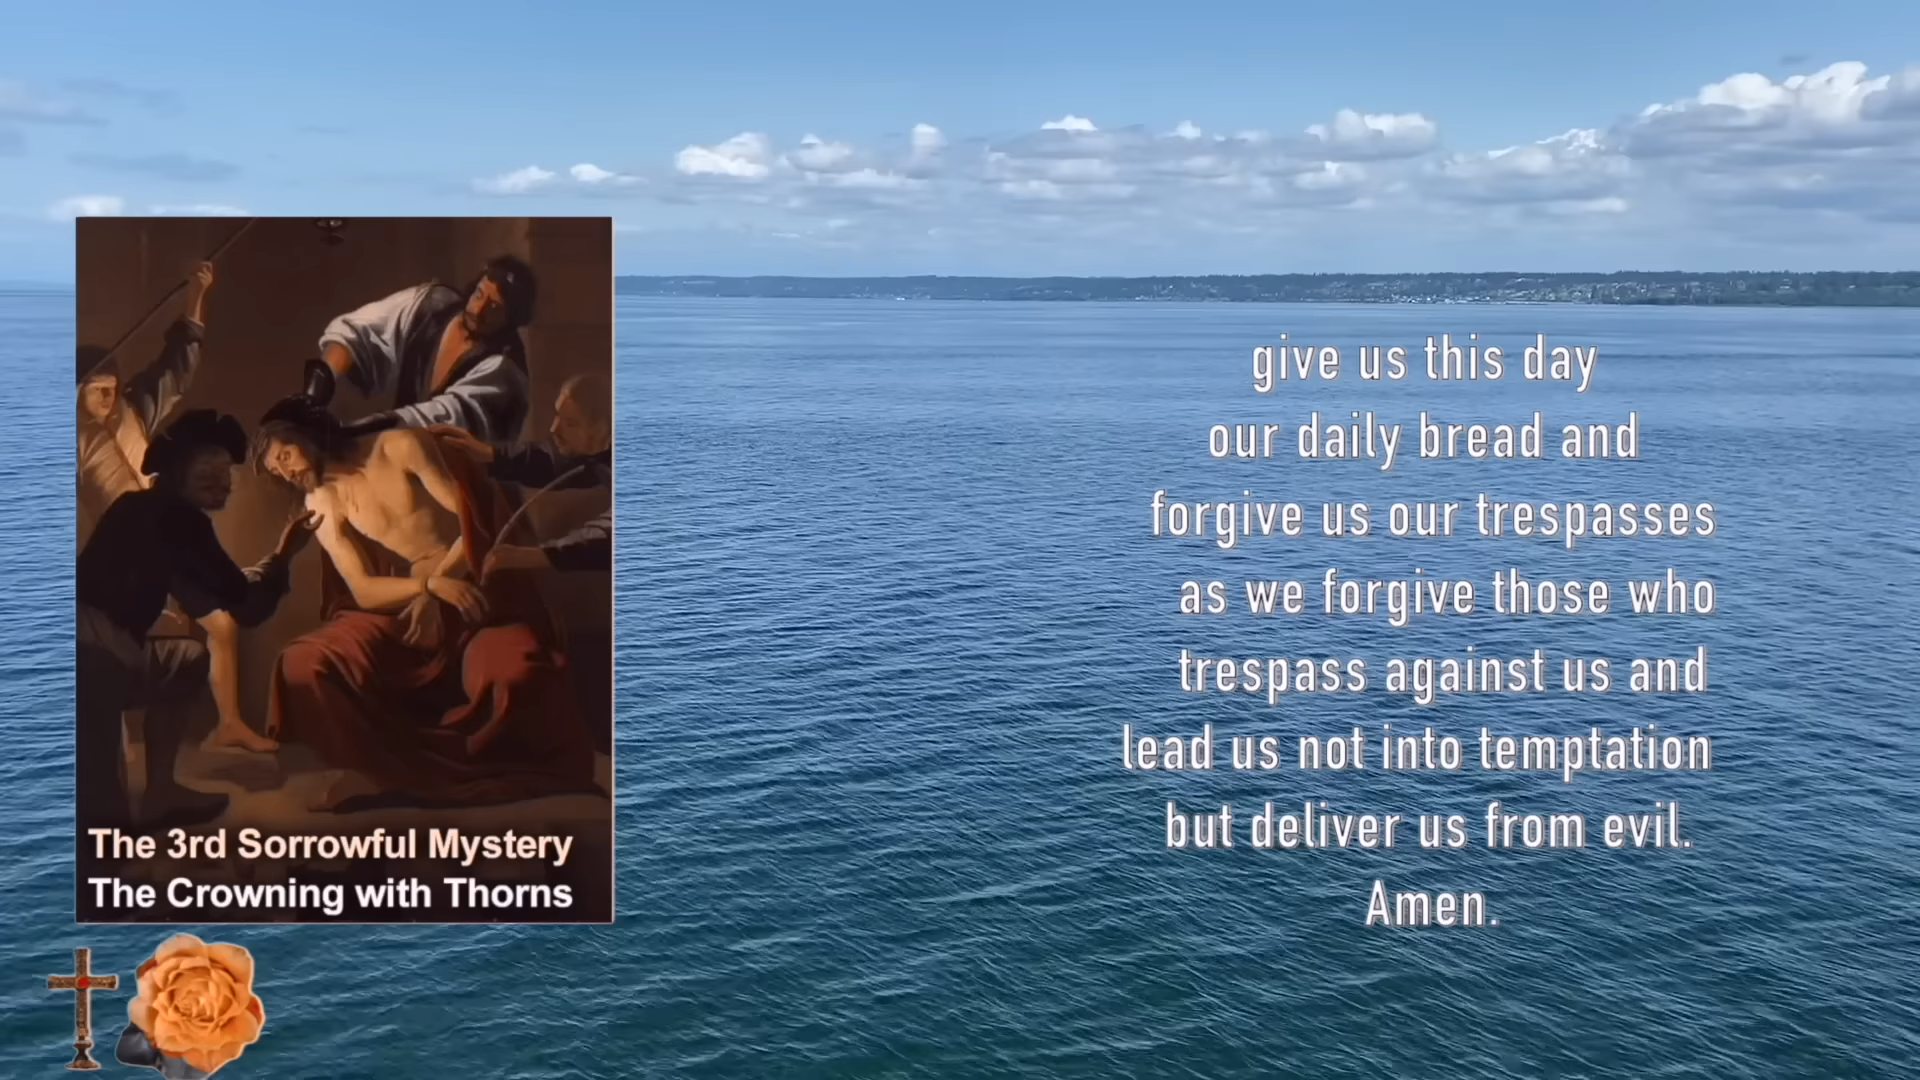 The 3rd Sorrowful Mystery
The Crowning with Thorns
give us this day
our daily bread and
forgive us our trespasses
as we forgive those who
trespass against us and
lead us not into temptation
but deliver us from evil.
Amen.